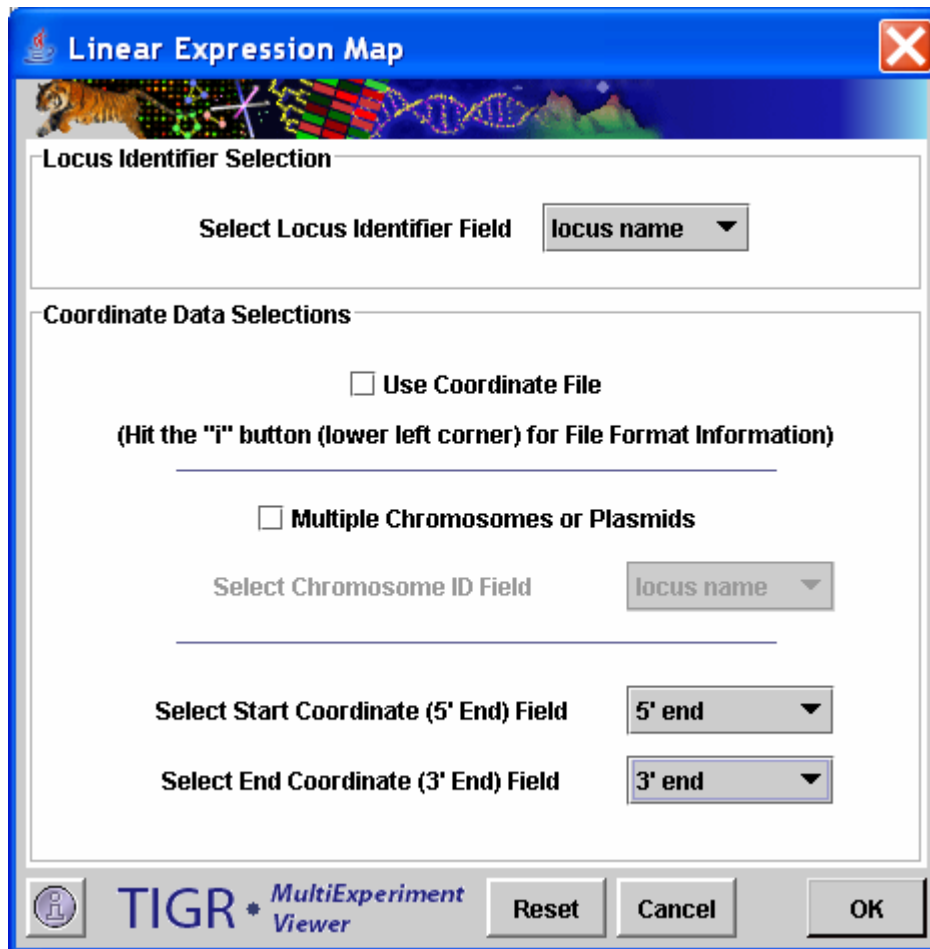 Linear Expression Map
Locus Identifier Selection
Select Locus Identifier Field locus name
Coordinate Data Selections
Use Coordinate File
(Hit the "i" button (lower left corner) for File Format Information)
Multiple Chromosomes or Plasmids
Select Chromosome ID Field locus name
Select Start Coordinate (5' End) Field 5' end
Select End Coordinate (3' End) Field 3' end
i TIGR MultiExperiment Viewer Reset Cancel OK